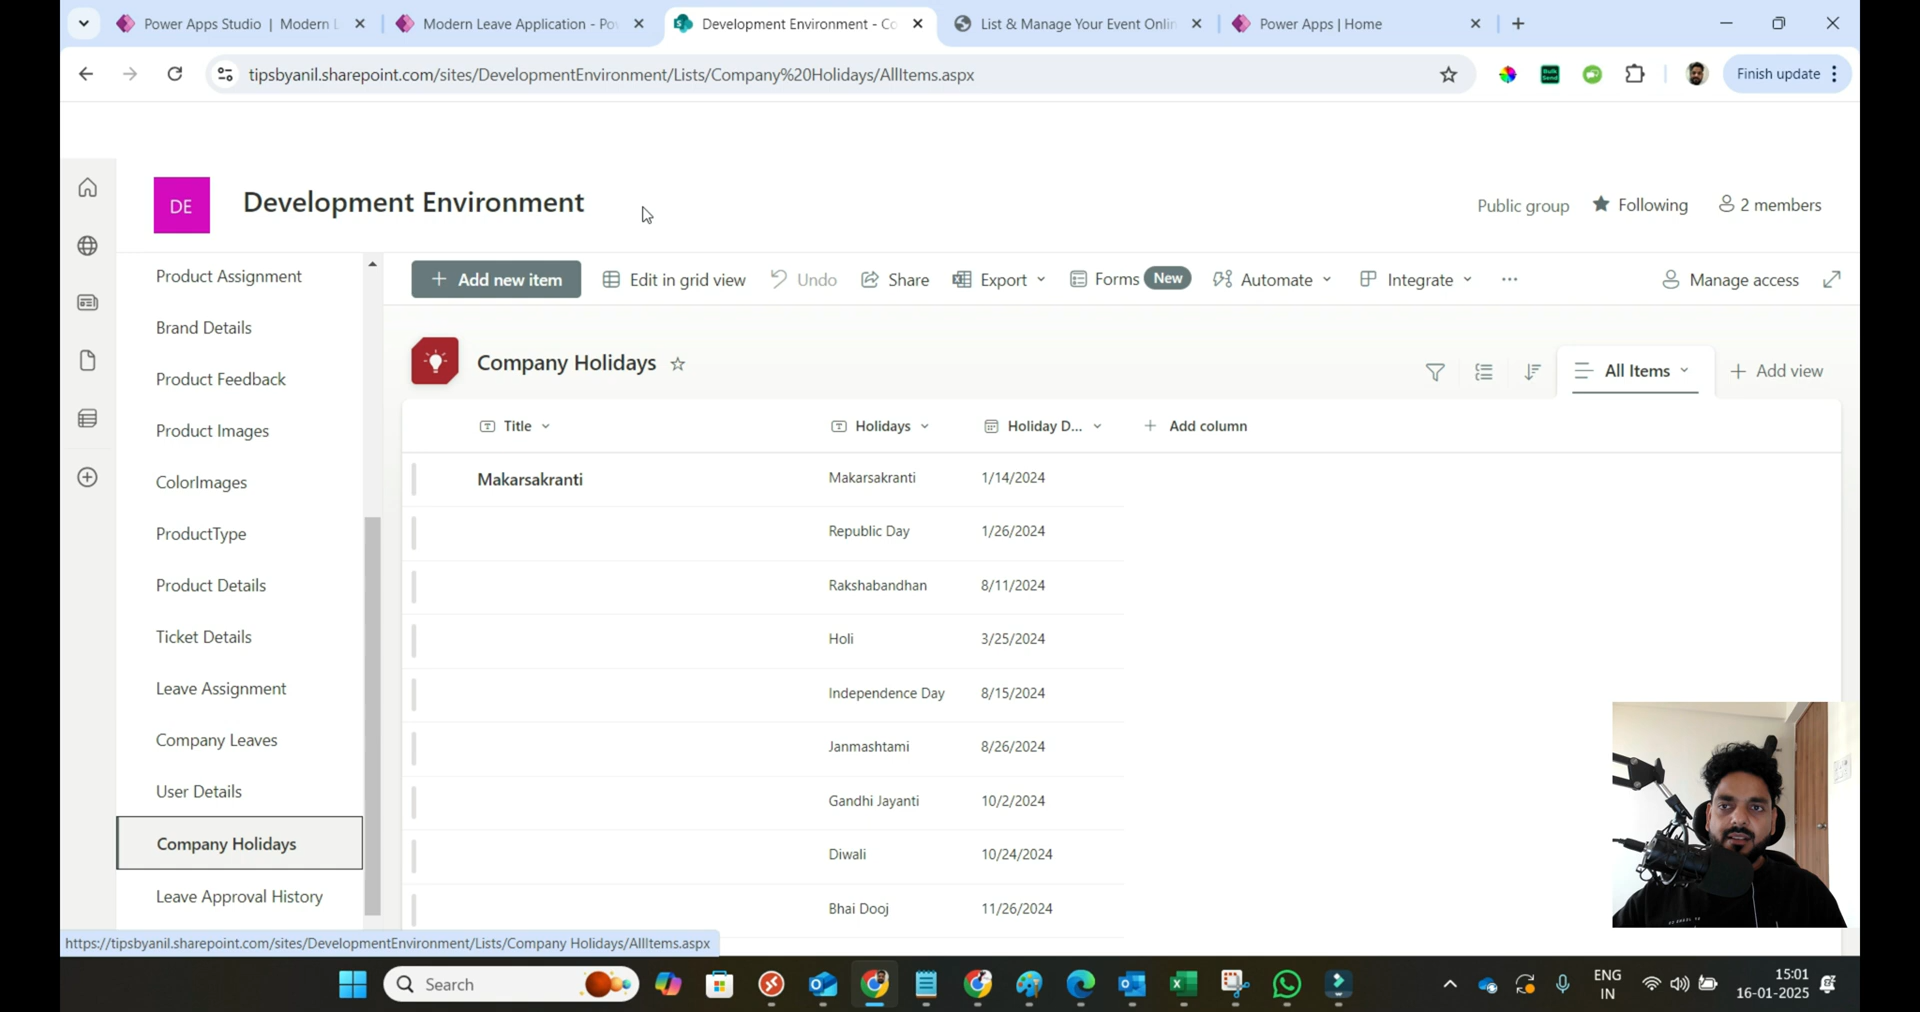 Power Apps Studio | Modern L
Modern Leave Application - Po
Development Environment - Co
List & Manage Your Event Onlin
Power Apps | Home
tipsbyanil.sharepoint.com/sites/DevelopmentEnvironment/Lists/Company%20Holidays/AllItems.aspx
Finish update
DE
Development Environment
Public group
Following
2 members
Product Assignment
Brand Details
Product Feedback
Product Images
ColorImages
ProductType
Product Details
Ticket Details
Leave Assignment
Company Leaves
User Details
Company Holidays
Leave Approval History
+ Add new item
Edit in grid view
Undo
Share
Export
Forms New
Automate
Integrate
Manage access
Company Holidays
All Items
+ Add view
Title Holidays Holiday D... + Add column
Makarsakranti Makarsakranti 1/14/2024
Republic Day 1/26/2024
Rakshabandhan 8/11/2024
Holi 3/25/2024
Independence Day 8/15/2024
Janmashtami 8/26/2024
Gandhi Jayanti 10/2/2024
Diwali 10/24/2024
Bhai Dooj 11/26/2024
https://tipsbyanil.sharepoint.com/sites/DevelopmentEnvironment/Lists/Company Holidays/AllItems.aspx
Search
ENG
IN
15:01
16-01-2025